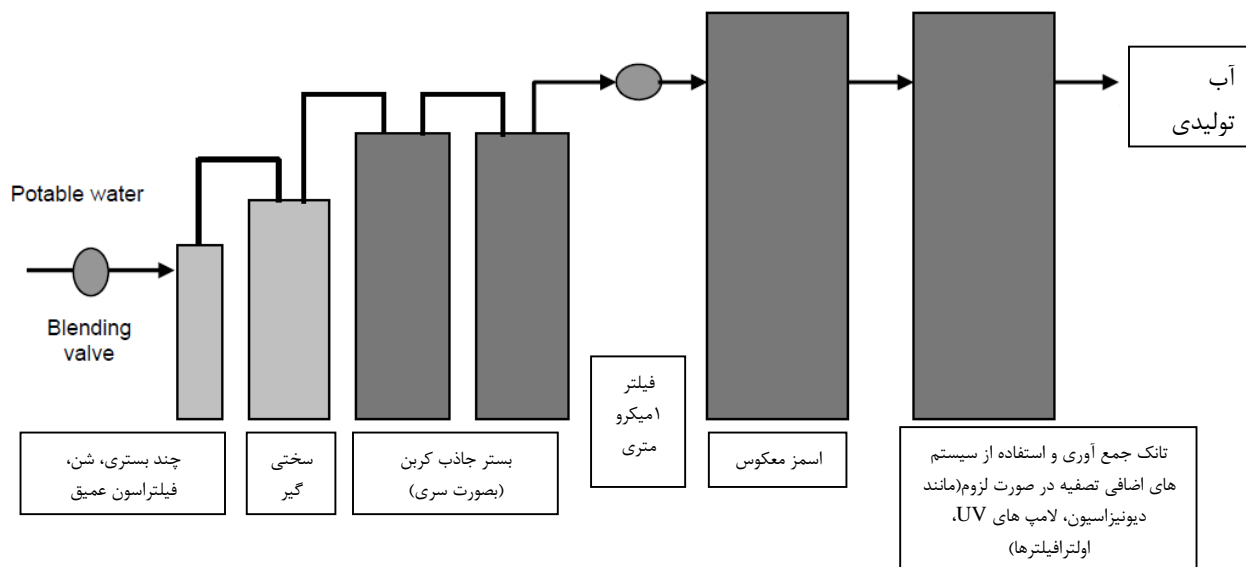 Potable water
Blending
valve
چند بستری، شن،
فیلتراسون عمیق
سختی
گیر
بستر جاذب کربن
(بصورت سری)
فیلتر
۱میکرو
متری
اسمز معکوس
تانک جمع آوری و استفاده از سیستم
های اضافی تصفیه در صورت لزوم(مانند
دیونیزاسیون، لامپ های UV،
اولترافیلترها)
آب
تولیدی